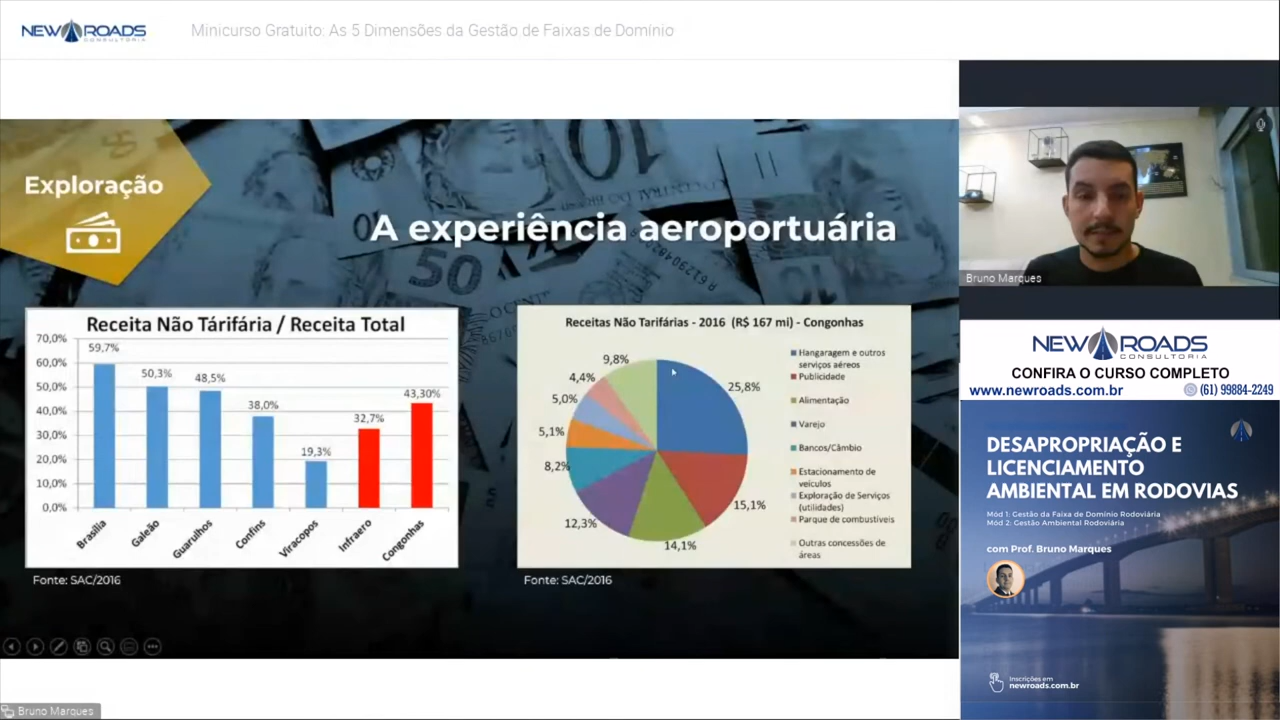 NEW ROADS
CONSULTORIA
Minicurso Gratuito: As 5 Dimensões da Gestão de Faixas de Domínio
Exploração
A experiência aeroportuária
Receita Não Tárifária / Receita Total
70,0%
60,0%
50,0%
40,0%
30,0%
20,0%
10,0%
0,0%
59,7%
50,3%
48,5%
38,0%
19,3%
32,7%
43,30%
Brasília
Galeão
Guarulhos
Confins
Viracopos
Infraero
Congonhas
Fonte: SAC/2016
Receitas Não Tarifárias - 2016 (R$ 167 mi) - Congonhas
25,8%
15,1%
14,1%
12,3%
8,2%
5,1%
5,0%
4,4%
9,8%
Hangaragem e outros
serviços aéreos
Publicidade
Alimentação
Varejo
Bancos/Câmbio
Estacionamento de
veículos
Exploração de Serviços
(utilidades)
Parque de combustíveis
Outras concessões de
áreas
Fonte: SAC/2016
Bruno Marques
NEW ROADS
CONSULTORIA
CONFIRA O CURSO COMPLETO
www.newroads.com.br (61) 99884-2249
DESAPROPRIAÇÃO E
LICENCIAMENTO
AMBIENTAL EM RODOVIAS
Mód 1: Gestão da Faixa de Domínio Rodoviária
Mód 2: Gestão Ambiental Rodoviária
com Prof. Bruno Marques
Inscrições em
newroads.com.br
Bruno Marques